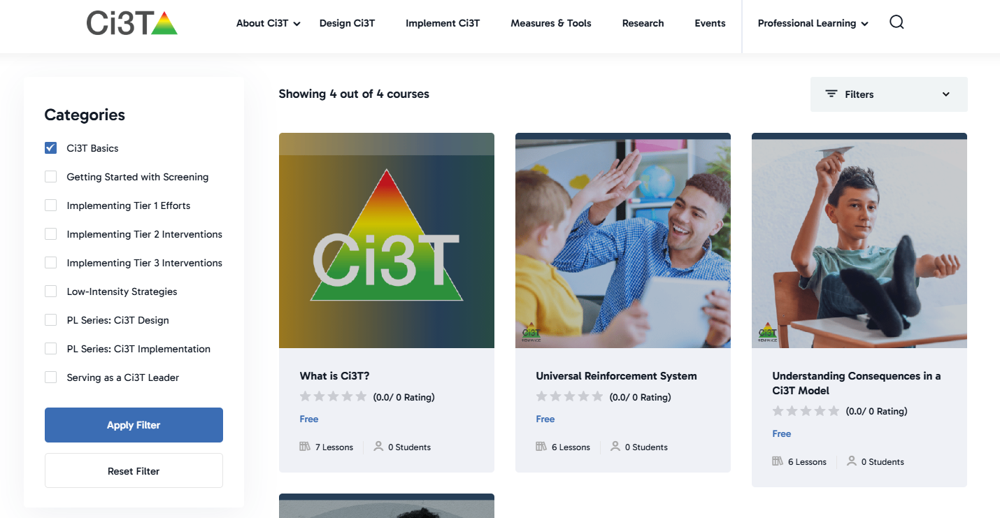 Ci3T
About Ci3T
Design Ci3T
Implement Ci3T
Measures & Tools
Research
Events
Professional Learning
Categories
Ci3T Basics
Getting Started with Screening
Implementing Tier 1 Efforts
Implementing Tier 2 Interventions
Implementing Tier 3 Interventions
Low-Intensity Strategies
PL Series: Ci3T Design
PL Series: Ci3T Implementation
Serving as a Ci3T Leader
Apply Filter
Reset Filter
Showing 4 out of 4 courses
Filters
Ci3T
What is Ci3T?
(0.0/ 0 Rating)
Free
7 Lessons
0 Students
Ci3T
Universal Reinforcement System
(0.0/ 0 Rating)
Free
6 Lessons
0 Students
Ci3T
Understanding Consequences in a
Ci3T Model
(0.0/ 0 Rating)
Free
6 Lessons
0 Students